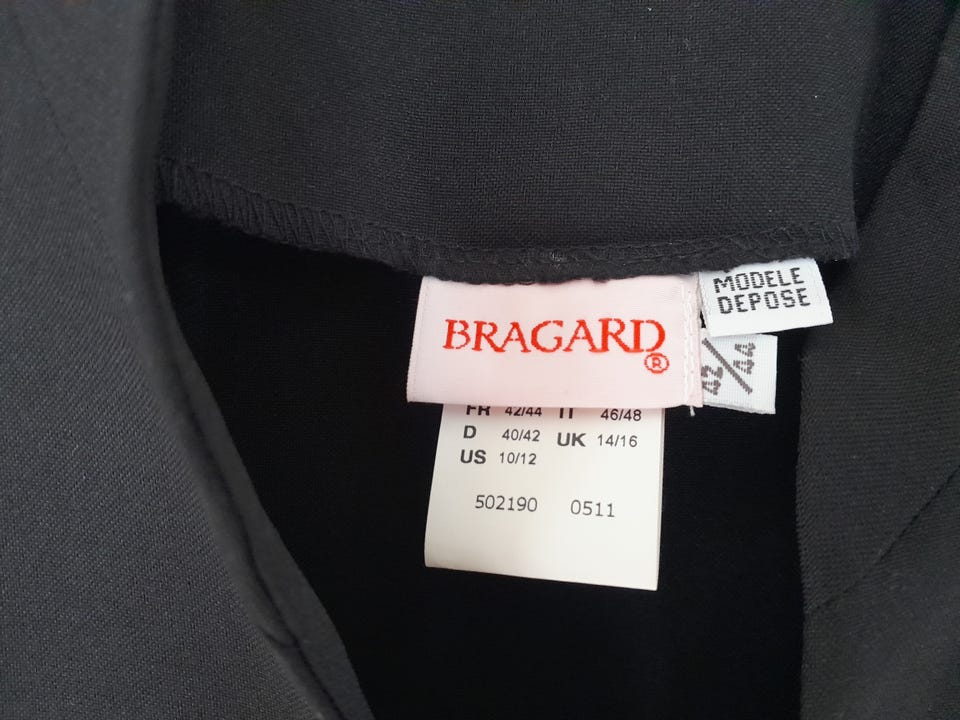 BRAGARD
®
MODELE
DEPOSE
42/44
FR 42/44 IT 46/48
D 40/42 UK 14/16
US 10/12
502190 0511